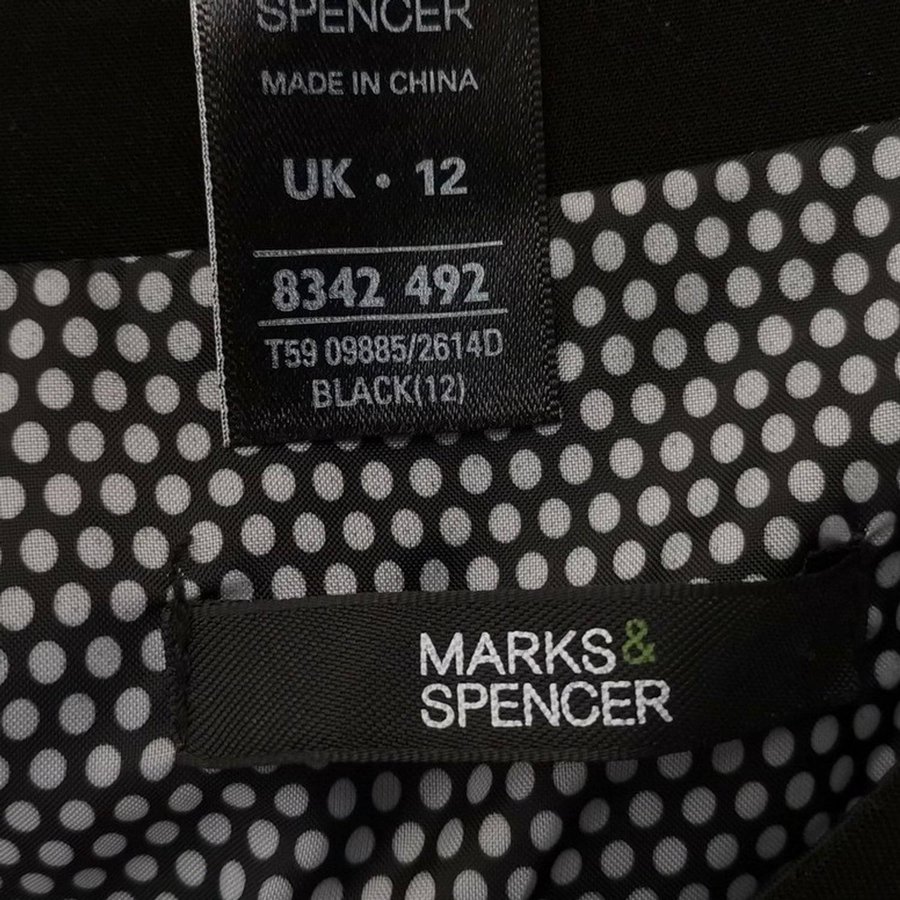 SPENCER
MADE IN CHINA
UK • 12
8342 492
T59 09885/2614D
BLACK(12)
MARKS&
SPENCER